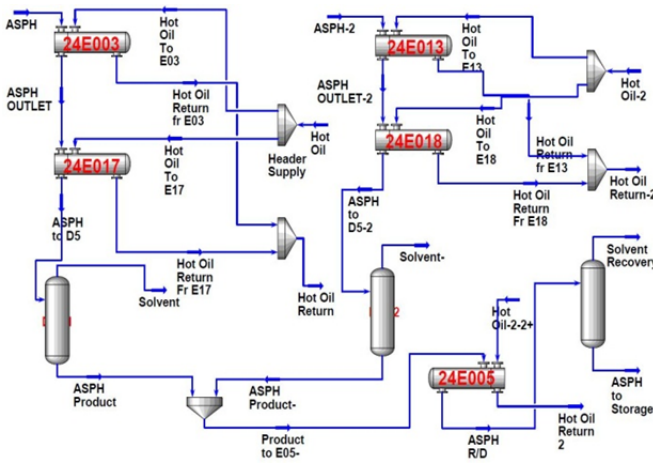 ASPH
Hot
Oil
To
E03
24E003
ASPH
OUTLET
Hot Oil
Return
fr E03
Hot
Oil
Header
Supply
24E017
Hot
Oil
To
E17
ASPH
to D5
Hot Oil
Return
Fr E17
Hot Oil
Return
Solvent
ASPH
Product
ASPH-2
Hot
Oil
To
E13
24E013
ASPH
OUTLET-2
Hot
Oil-2
24E018
Hot
Oil
To
E18
Hot Oil
Return
fr E13
Hot Oil
Return-2
Hot Oil
Return
Fr E18
ASPH
to
D5-2
Solvent-
ASPH
Product-
Product
to E05-
Hot
Oil-2-2+
24E005
ASPH
R/D
Hot Oil
Return
2
Solvent
Recovery
ASPH
to
Storage